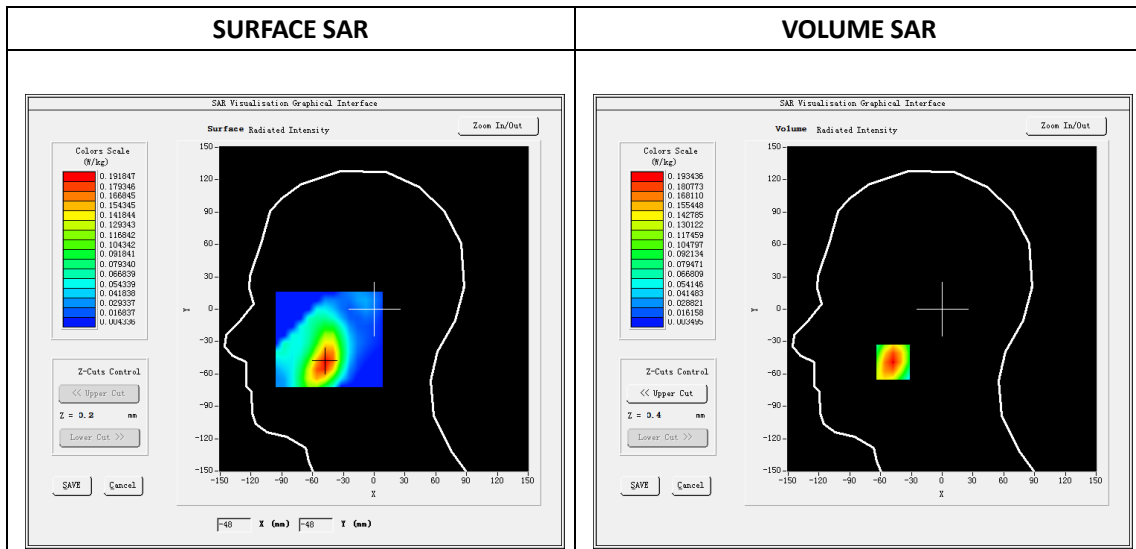 SURFACE SAR
VOLUME SAR
SAR Visualisation Graphical Interface
Surface Radiated Intensity
Zoom In/Out
Colors Scale
(W/kg)
0.191847
0.179346
0.166845
0.154345
0.141844
0.129343
0.116842
0.104342
0.091841
0.079340
0.066839
0.054339
0.041838
0.029337
0.016837
0.004336
Z-Cuts Control
<< Upper Cut
Z = 0.2 mm
Lower Cut >>
SAVE Cancel
150
120
90
60
30
0
-30
-60
-90
-120
-150
Y
-150 -120 -90 -60 -30 0 30 60 90 120 150
X
-48 X (mm) -48 Y (mm)
SAR Visualisation Graphical Interface
Volume Radiated Intensity
Zoom In/Out
Colors Scale
(W/kg)
0.193436
0.180773
0.168110
0.155448
0.142785
0.130122
0.117459
0.104797
0.092134
0.079471
0.066809
0.054146
0.041483
0.028821
0.016158
0.003495
Z-Cuts Control
<< Upper Cut
Z = 0.4 mm
Lower Cut >>
SAVE Cancel
150
120
90
60
30
0
-30
-60
-90
-120
-150
Y
-150 -120 -90 -60 -30 0 30 60 90 120 150
X